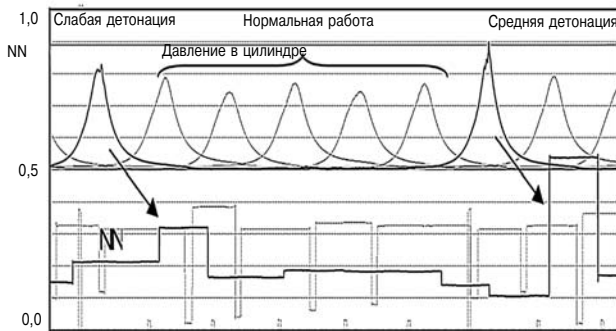 1,0 Слабая детонация Нормальная работа Средняя детонация
NN Давление в цилиндре
0,5
NN
0,0